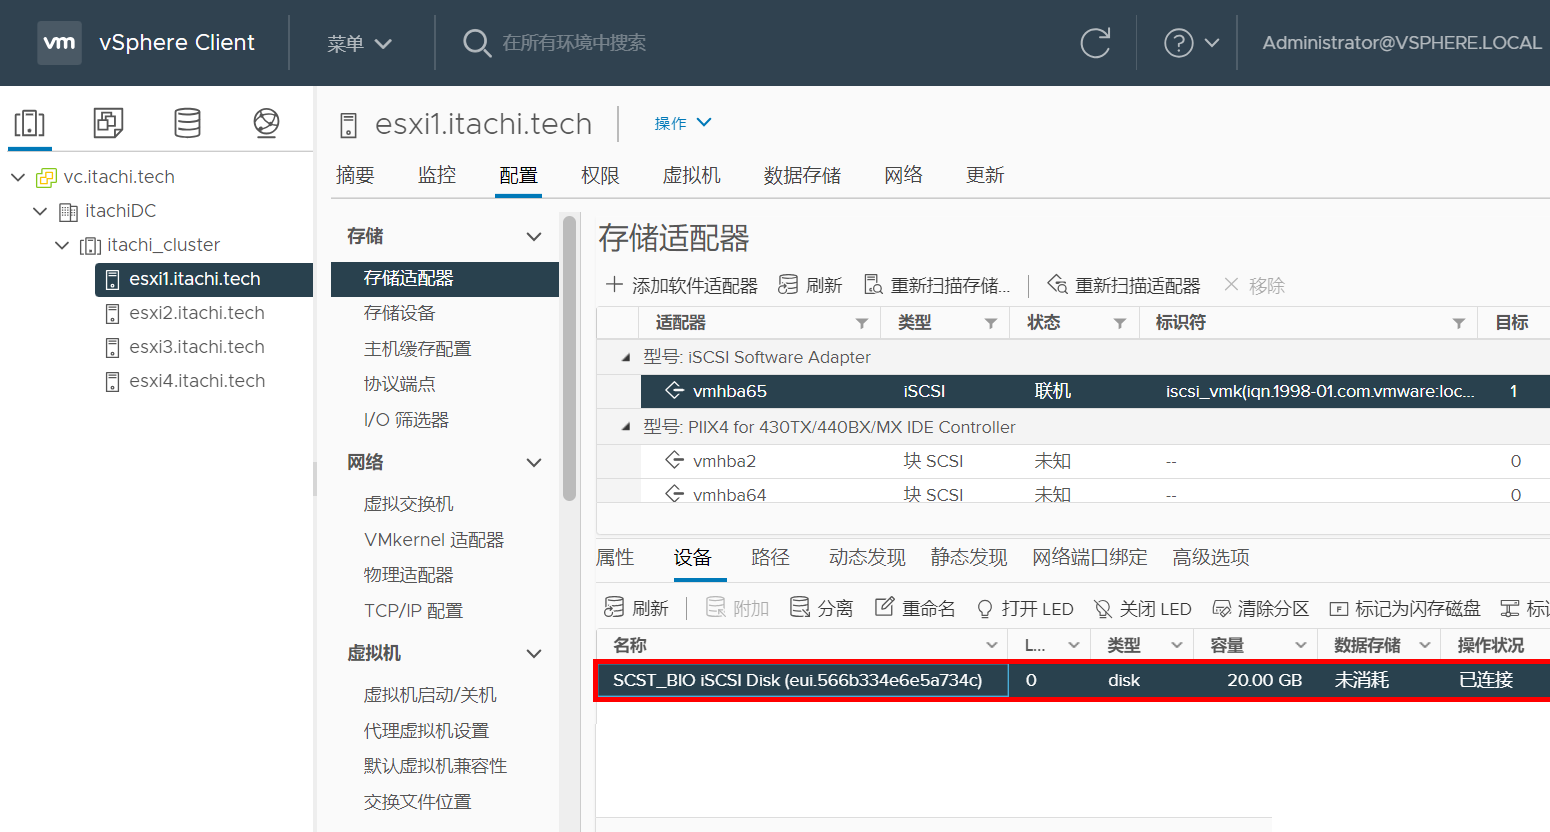 vm vSphere Client 菜单 在所有环境中搜索 Administrator@VSPHERE.LOCAL
vc.itachi.tech
itachiDC
itachi_cluster
esxi1.itachi.tech
esxi2.itachi.tech
esxi3.itachi.tech
esxi4.itachi.tech
esxi1.itachi.tech 操作
摘要 监控 配置 权限 虚拟机 数据存储 网络 更新
存储
存储适配器
存储设备
主机缓存配置
协议端点
I/O 筛选器
网络
虚拟交换机
VMkernel 适配器
物理适配器
TCP/IP 配置
虚拟机
虚拟机启动/关机
代理虚拟机设置
默认虚拟机兼容性
交换文件位置
存储适配器
添加软件适配器 刷新 重新扫描存储... 重新扫描适配器 移除
适配器 类型 状态 标识符 目标
型号: iSCSI Software Adapter
vmhba65 iSCSI 联机 iscsi_vmk(iqn.1998-01.com.vmware:loc... 1
型号: PIIX4 for 430TX/440BX/MX IDE Controller
vmhba2 块 SCSI 未知 -- 0
vmhba64 块 SCSI 未知 -- 0
属性 设备 路径 动态发现 静态发现 网络端口绑定 高级选项
刷新 附加 分离 重命名 打开 LED 关闭 LED 清除分区 标记为闪存磁盘 标记
名称 L... 类型 容量 数据存储 操作状况
SCST_BIO iSCSI Disk (eui.566b334e6e5a734c) 0 disk 20.00 GB 未消耗 已连接